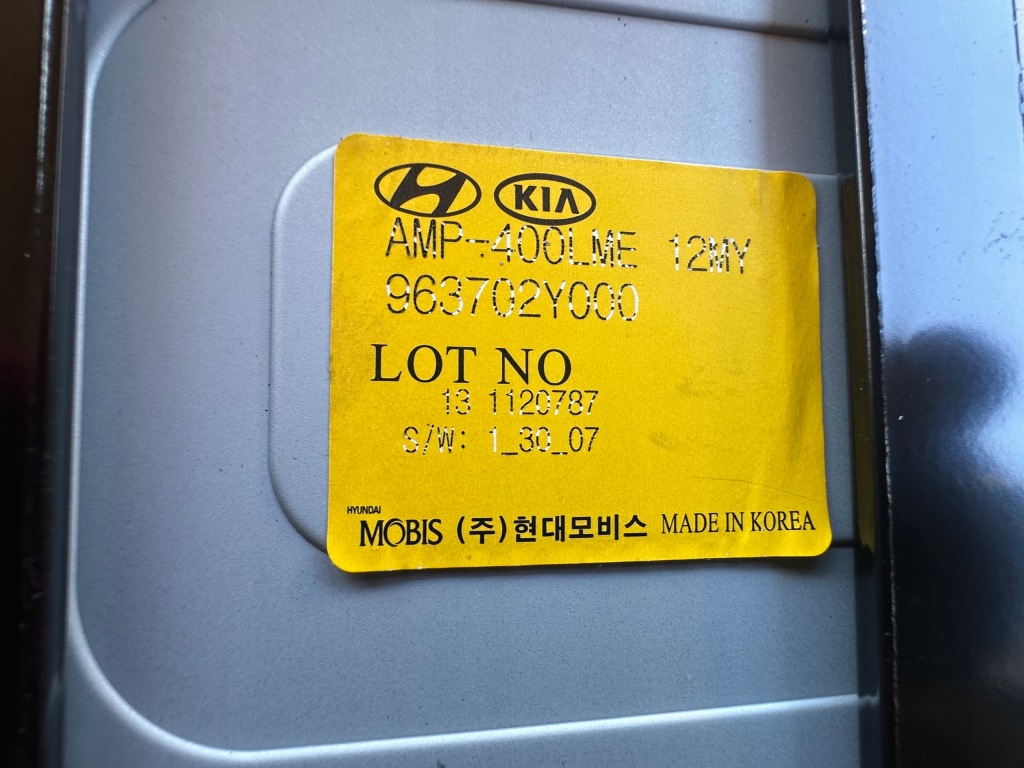 KIA
AMP-400LME 12MY
963702Y000
LOT NO
13 1120787
S/W: 1_30_07
HYUNDAI
MOBIS (주)현대모비스 MADE IN KOREA